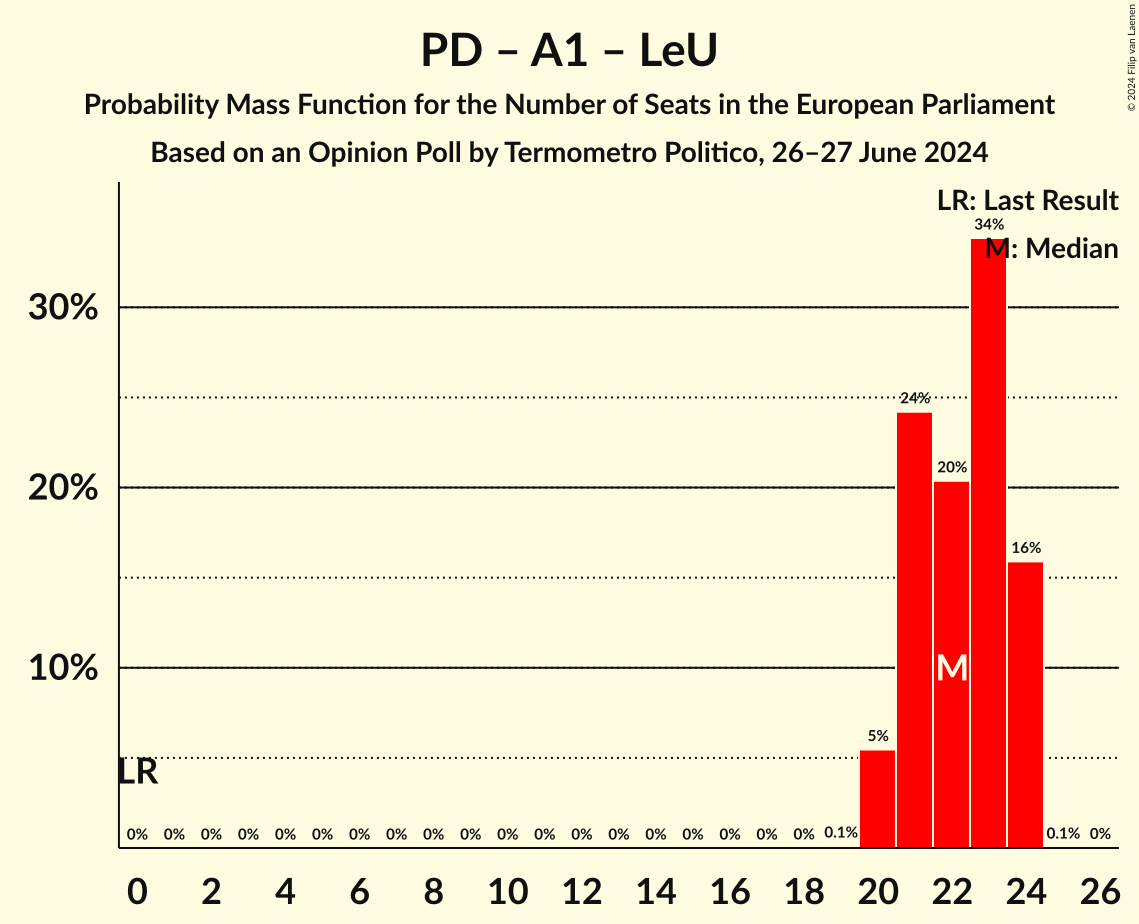 PD – A1 – LeU
Probability Mass Function for the Number of Seats in the European Parliament
Based on an Opinion Poll by Termometro Politico, 26–27 June 2024
© 2024 Filip van Laenen
LR: Last Result
M: Median
34%
30%
24%
20%
20%
16%
10%
M
5%
LR
0% 0% 0% 0% 0% 0% 0% 0% 0% 0% 0% 0% 0% 0% 0% 0% 0% 0% 0% 0.1% 0.1% 0%
0 2 4 6 8 10 12 14 16 18 20 22 24 26